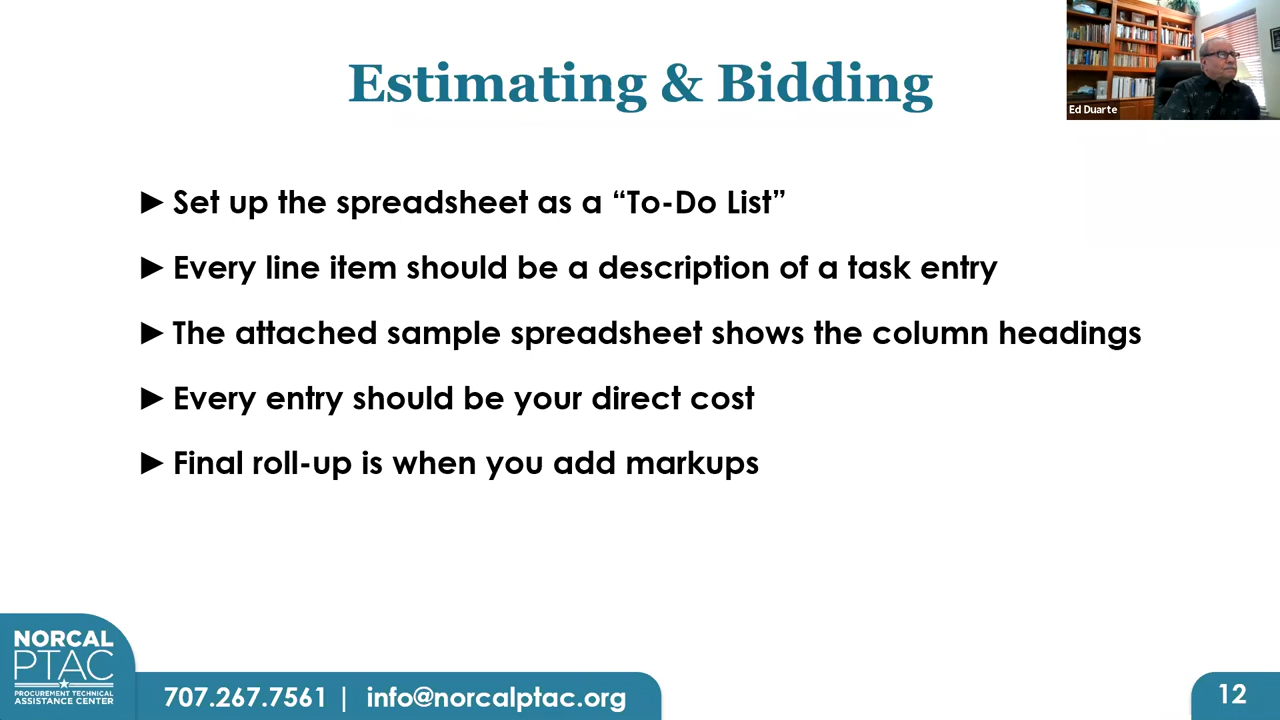 Estimating & Bidding
Ed Duarte
► Set up the spreadsheet as a “To-Do List”
► Every line item should be a description of a task entry
► The attached sample spreadsheet shows the column headings
► Every entry should be your direct cost
► Final roll-up is when you add markups
NORCAL
PTAC
PROCUREMENT TECHNICAL
ASSISTANCE CENTER
707.267.7561 | info@norcalptac.org
12